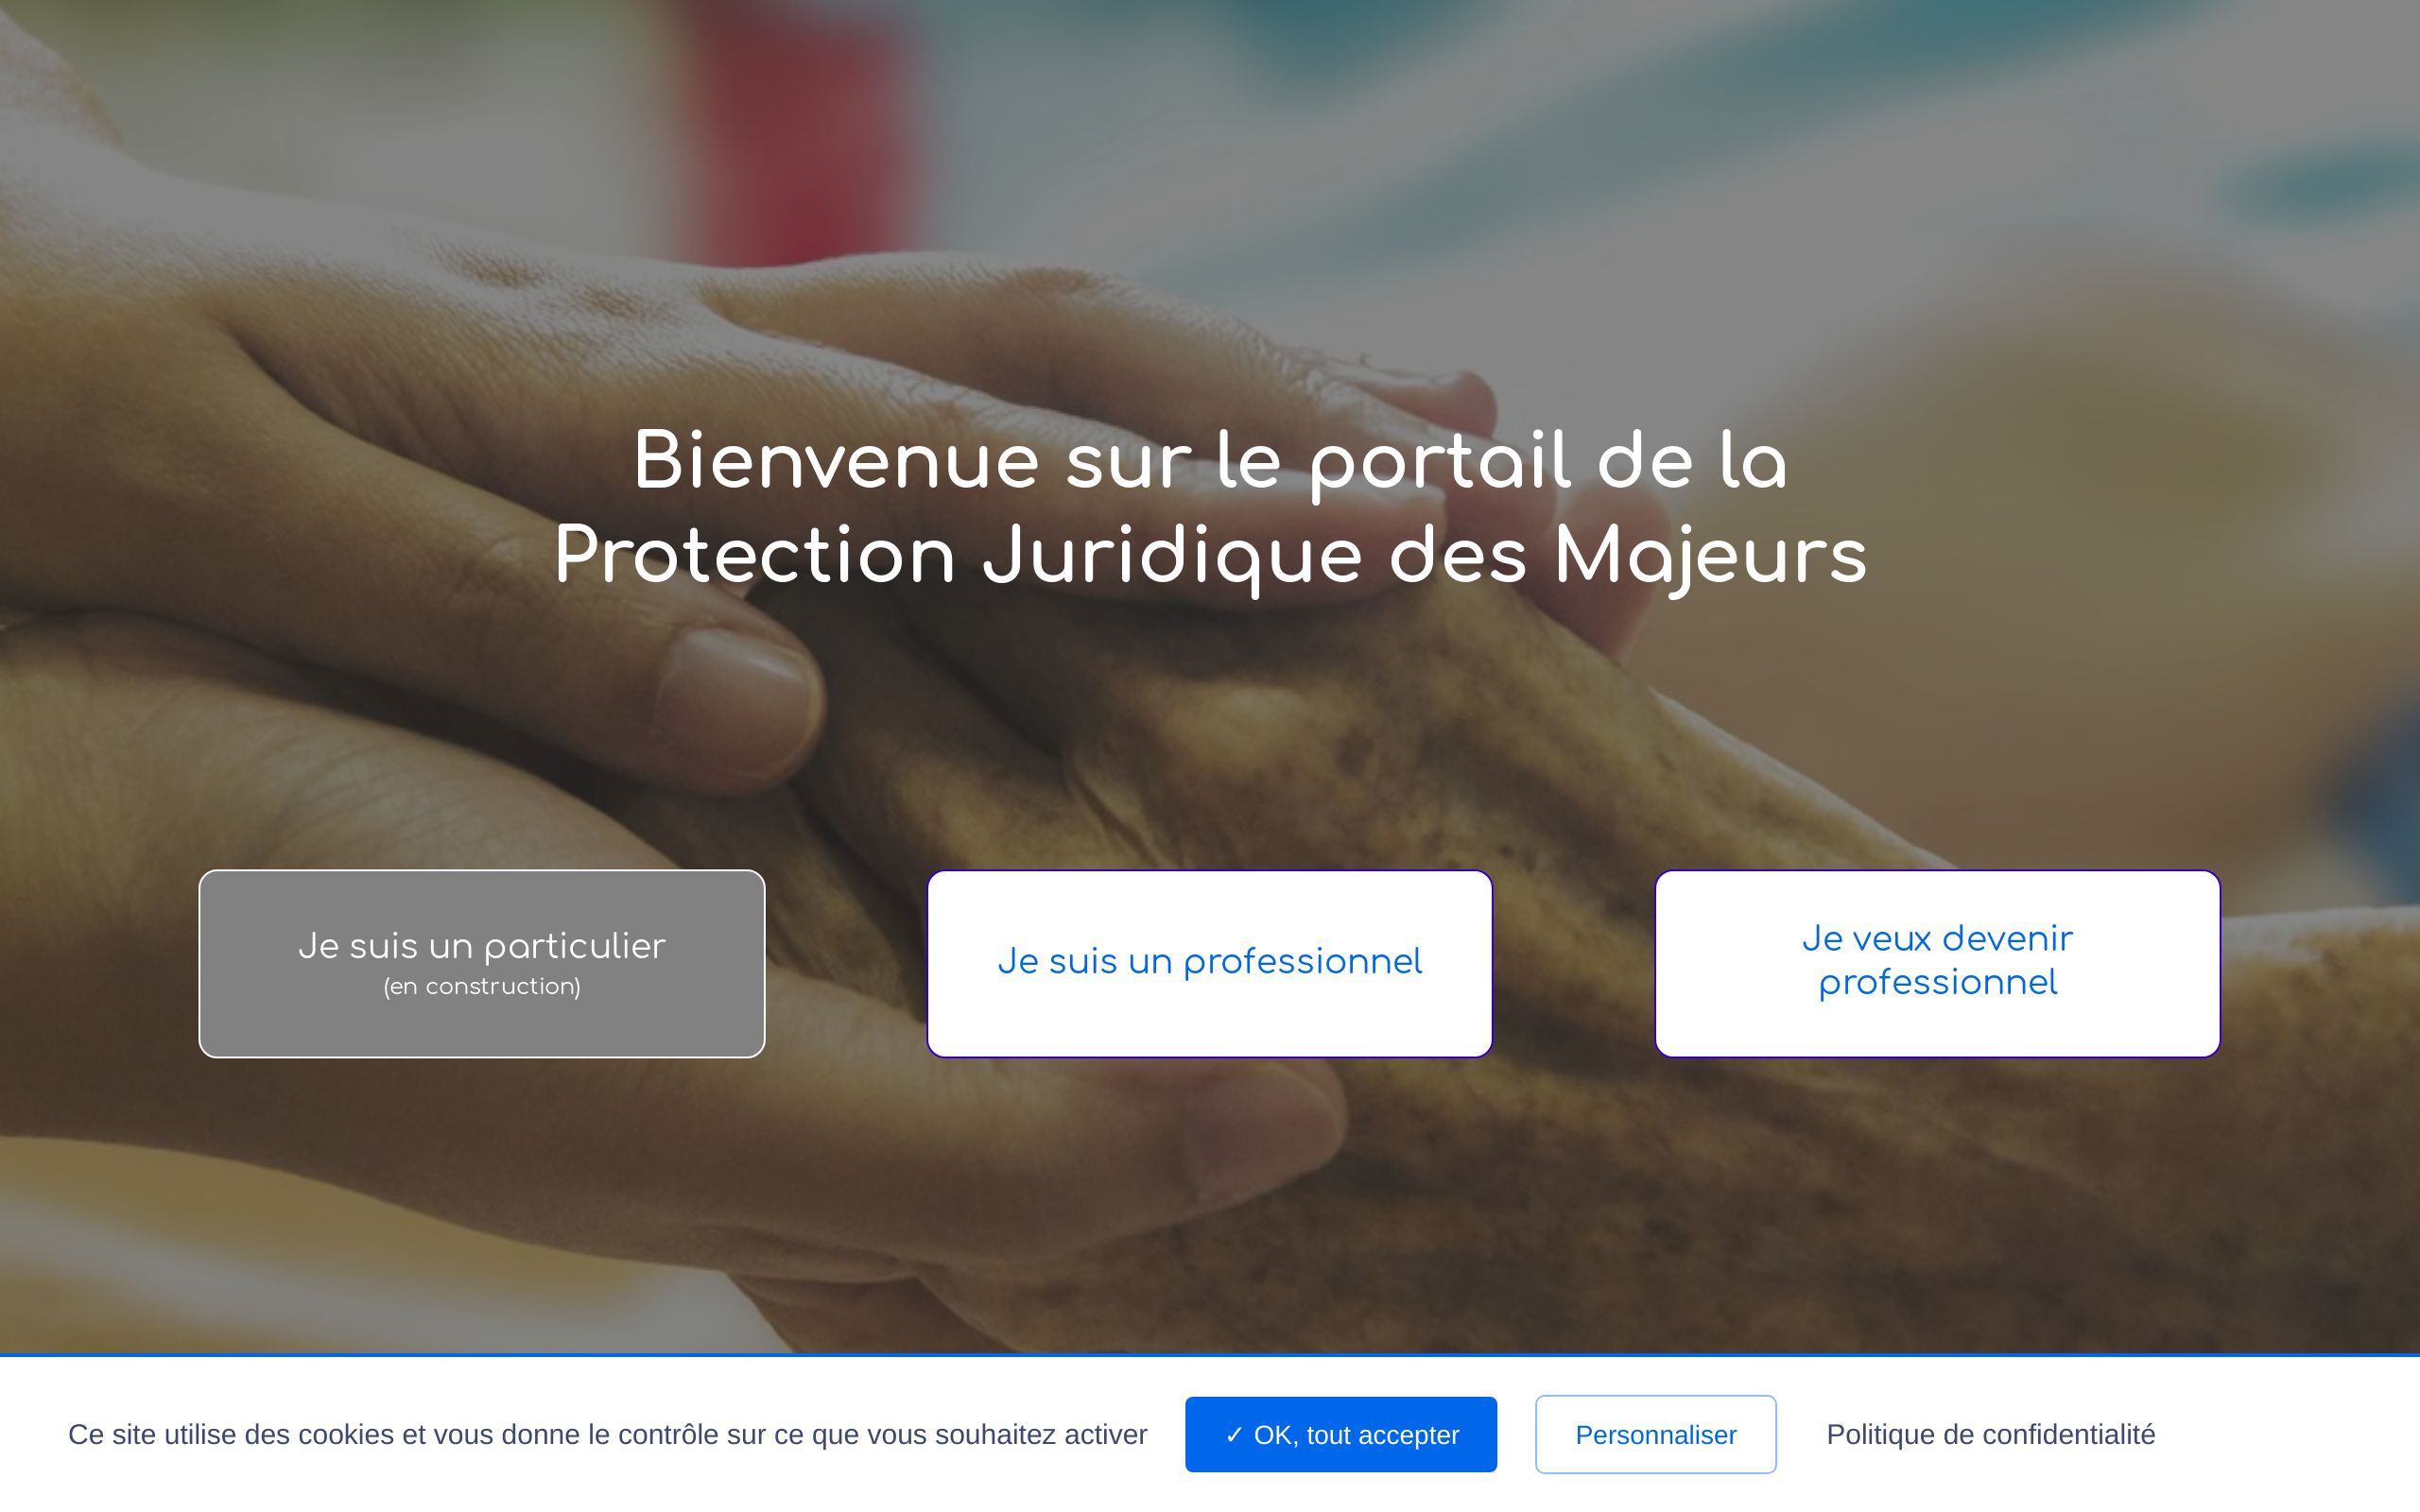 Bienvenue sur le portail de la
Protection Juridique des Majeurs
Je suis un particulier
(en construction)
Je suis un professionnel
Je veux devenir
professionnel
Ce site utilise des cookies et vous donne le contrôle sur ce que vous souhaitez activer
✓ OK, tout accepter
Personnaliser
Politique de confidentialité